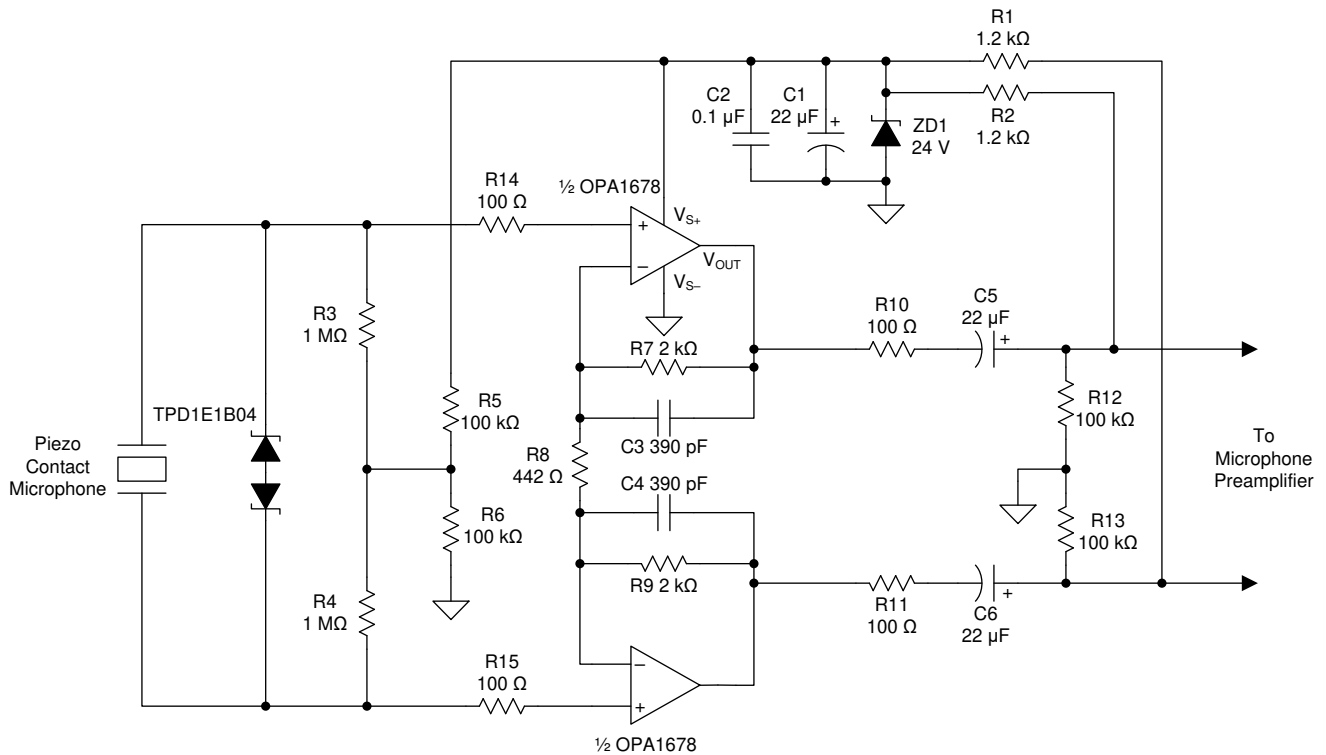 R1
1.2 kΩ
R2
1.2 kΩ
C2
0.1 µF
C1
22 µF
+
ZD1
24 V
R14
100 Ω
½ OPA1678
+
–
VS+
VOUT
VS–
R3
1 MΩ
R5
100 kΩ
R7 2 kΩ
C3 390 pF
R8
442 Ω
C4 390 pF
R9 2 kΩ
R10
100 Ω
C5
22 µF
+
R12
100 kΩ
TPD1E1B04
Piezo
Contact
Microphone
To
Microphone
Preamplifier
R6
100 kΩ
R13
100 kΩ
R4
1 MΩ
R11
100 Ω
C6
22 µF
+
R15
100 Ω
–
+
½ OPA1678